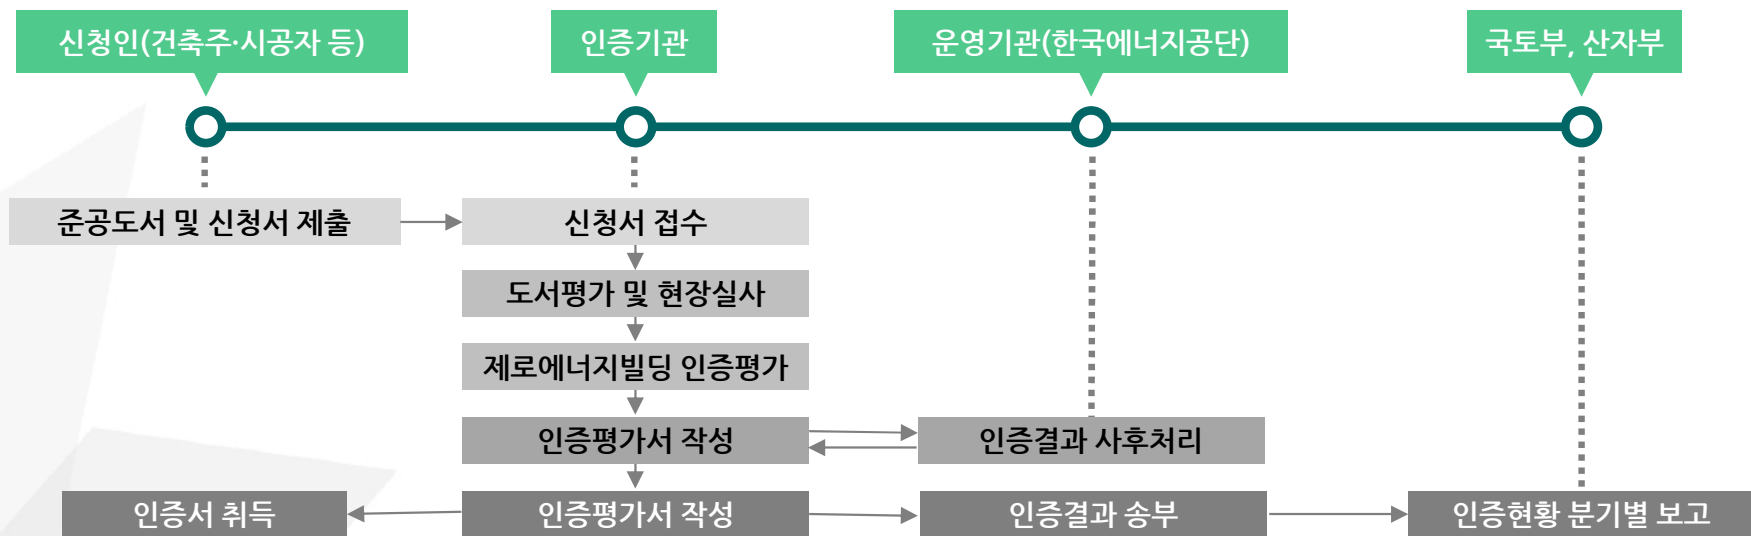 신청인(건축주·시공자 등)
인증기관
운영기관(한국에너지공단)
국토부, 산자부
준공도서 및 신청서 제출
신청서 접수
도서평가 및 현장실사
제로에너지빌딩 인증평가
인증평가서 작성
인증결과 사후처리
인증서 취득
인증평가서 작성
인증결과 송부
인증현황 분기별 보고